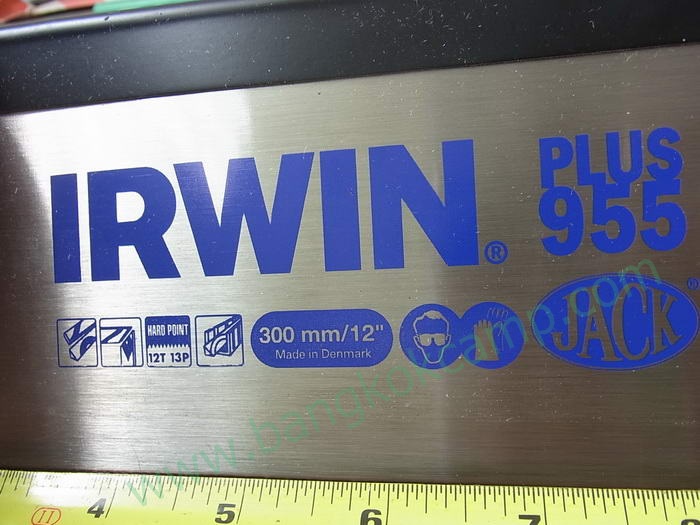 IRWIN®
PLUS
955
HARD POINT
12T 13P
300 mm/12"
Made in Denmark
JACK®
www.bangkokcamp.com
11 4 5 6 7